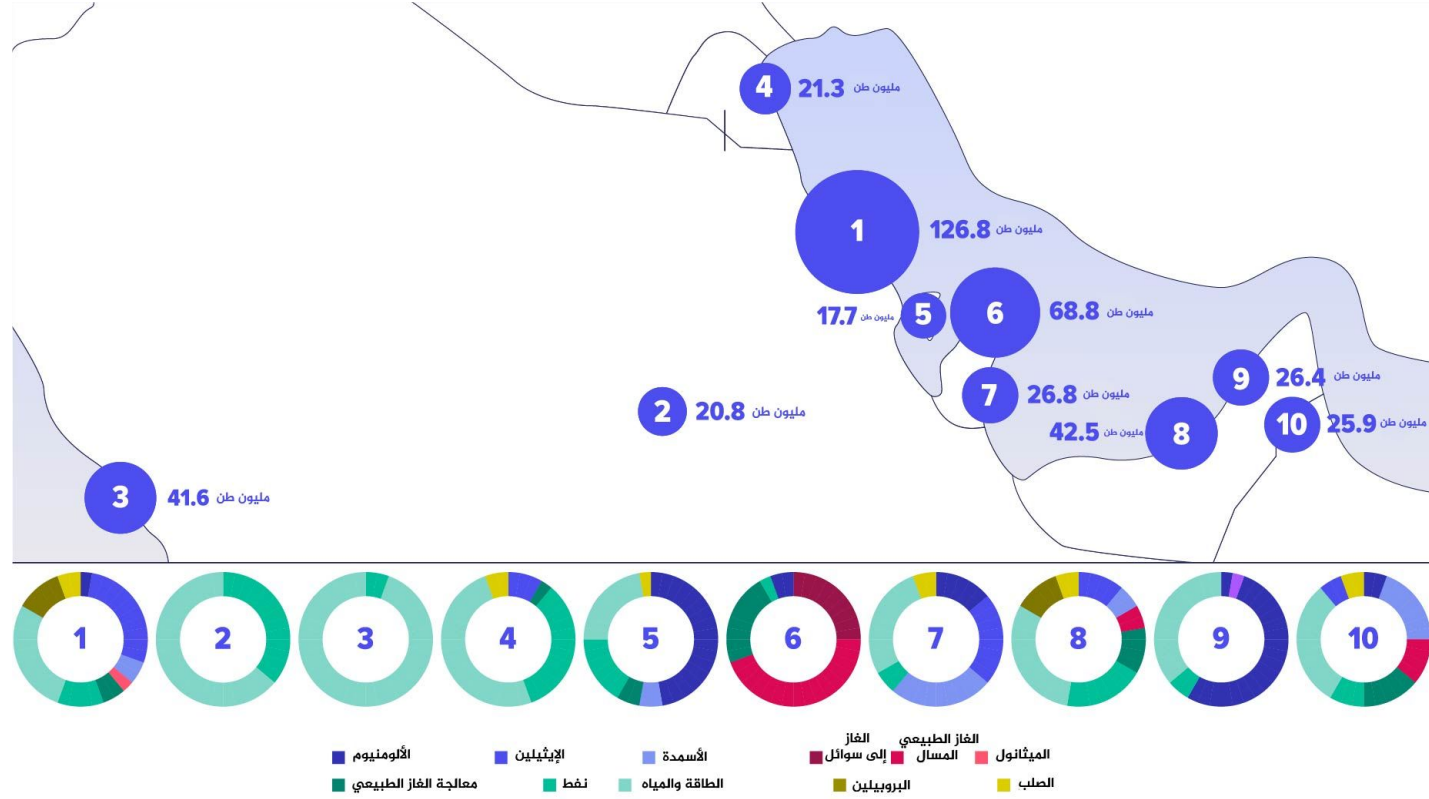 4 21.3 مليون طن
1 126.8 مليون طن
5 17.7 مليون طن
6 68.8 مليون طن
9 26.4 مليون طن
7 26.8 مليون طن
2 20.8 مليون طن
10 25.9 مليون طن
8 42.5 مليون طن
3 41.6 مليون طن
1 2 3 4 5 6 7 8 9 10
الألومنيوم
الإيثيلين
الأسمدة
الغاز
إلى سوائل
الغاز الطبيعي
المسال
الميثانول
معالجة الغاز الطبيعي
نفط
الطاقة والمياه
البروبيلين
الصلب